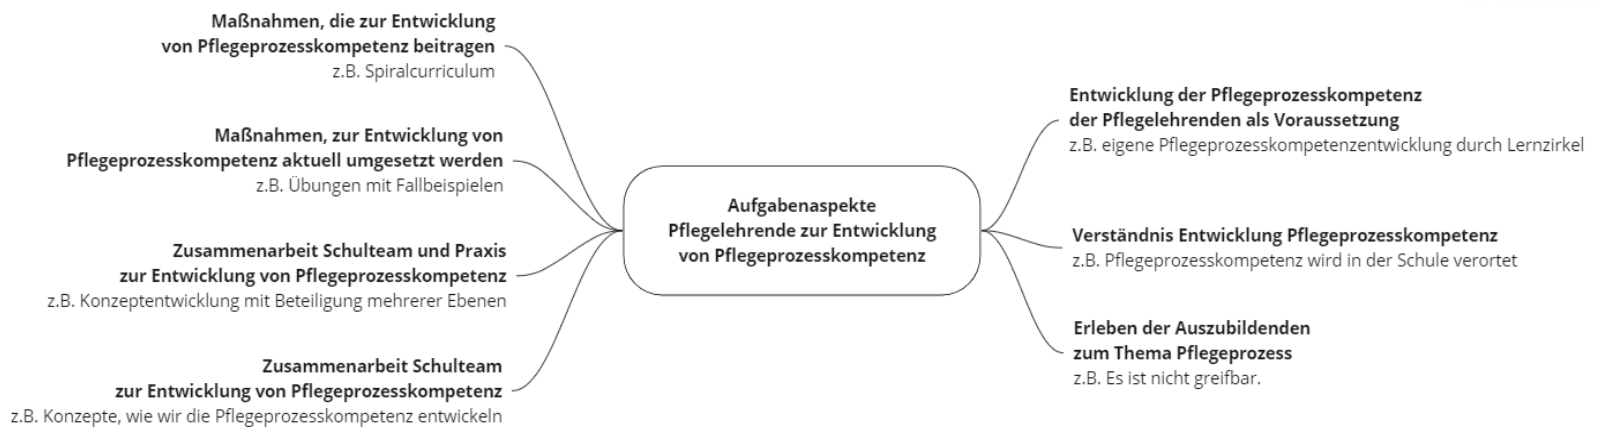 Maßnahmen, die zur Entwicklung
von Pflegeprozesskompetenz beitragen
z.B. Spiralcurriculum
Maßnahmen, zur Entwicklung von
Pflegeprozesskompetenz aktuell umgesetzt werden
z.B. Übungen mit Fallbeispielen
Zusammenarbeit Schulteam und Praxis
zur Entwicklung von Pflegeprozesskompetenz
z.B. Konzeptentwicklung mit Beteiligung mehrerer Ebenen
Zusammenarbeit Schulteam
zur Entwicklung von Pflegeprozesskompetenz
z.B. Konzepte, wie wir die Pflegeprozesskompetenz entwickeln
Aufgabenaspekte
Pflegelehrende zur Entwicklung
von Pflegeprozesskompetenz
Entwicklung der Pflegeprozesskompetenz
der Pflegelehrenden als Voraussetzung
z.B. eigene Pflegeprozesskompetenzentwicklung durch Lernzirkel
Verständnis Entwicklung Pflegeprozesskompetenz
z.B. Pflegeprozesskompetenz wird in der Schule verortet
Erleben der Auszubildenden
zum Thema Pflegeprozess
z.B. Es ist nicht greifbar.